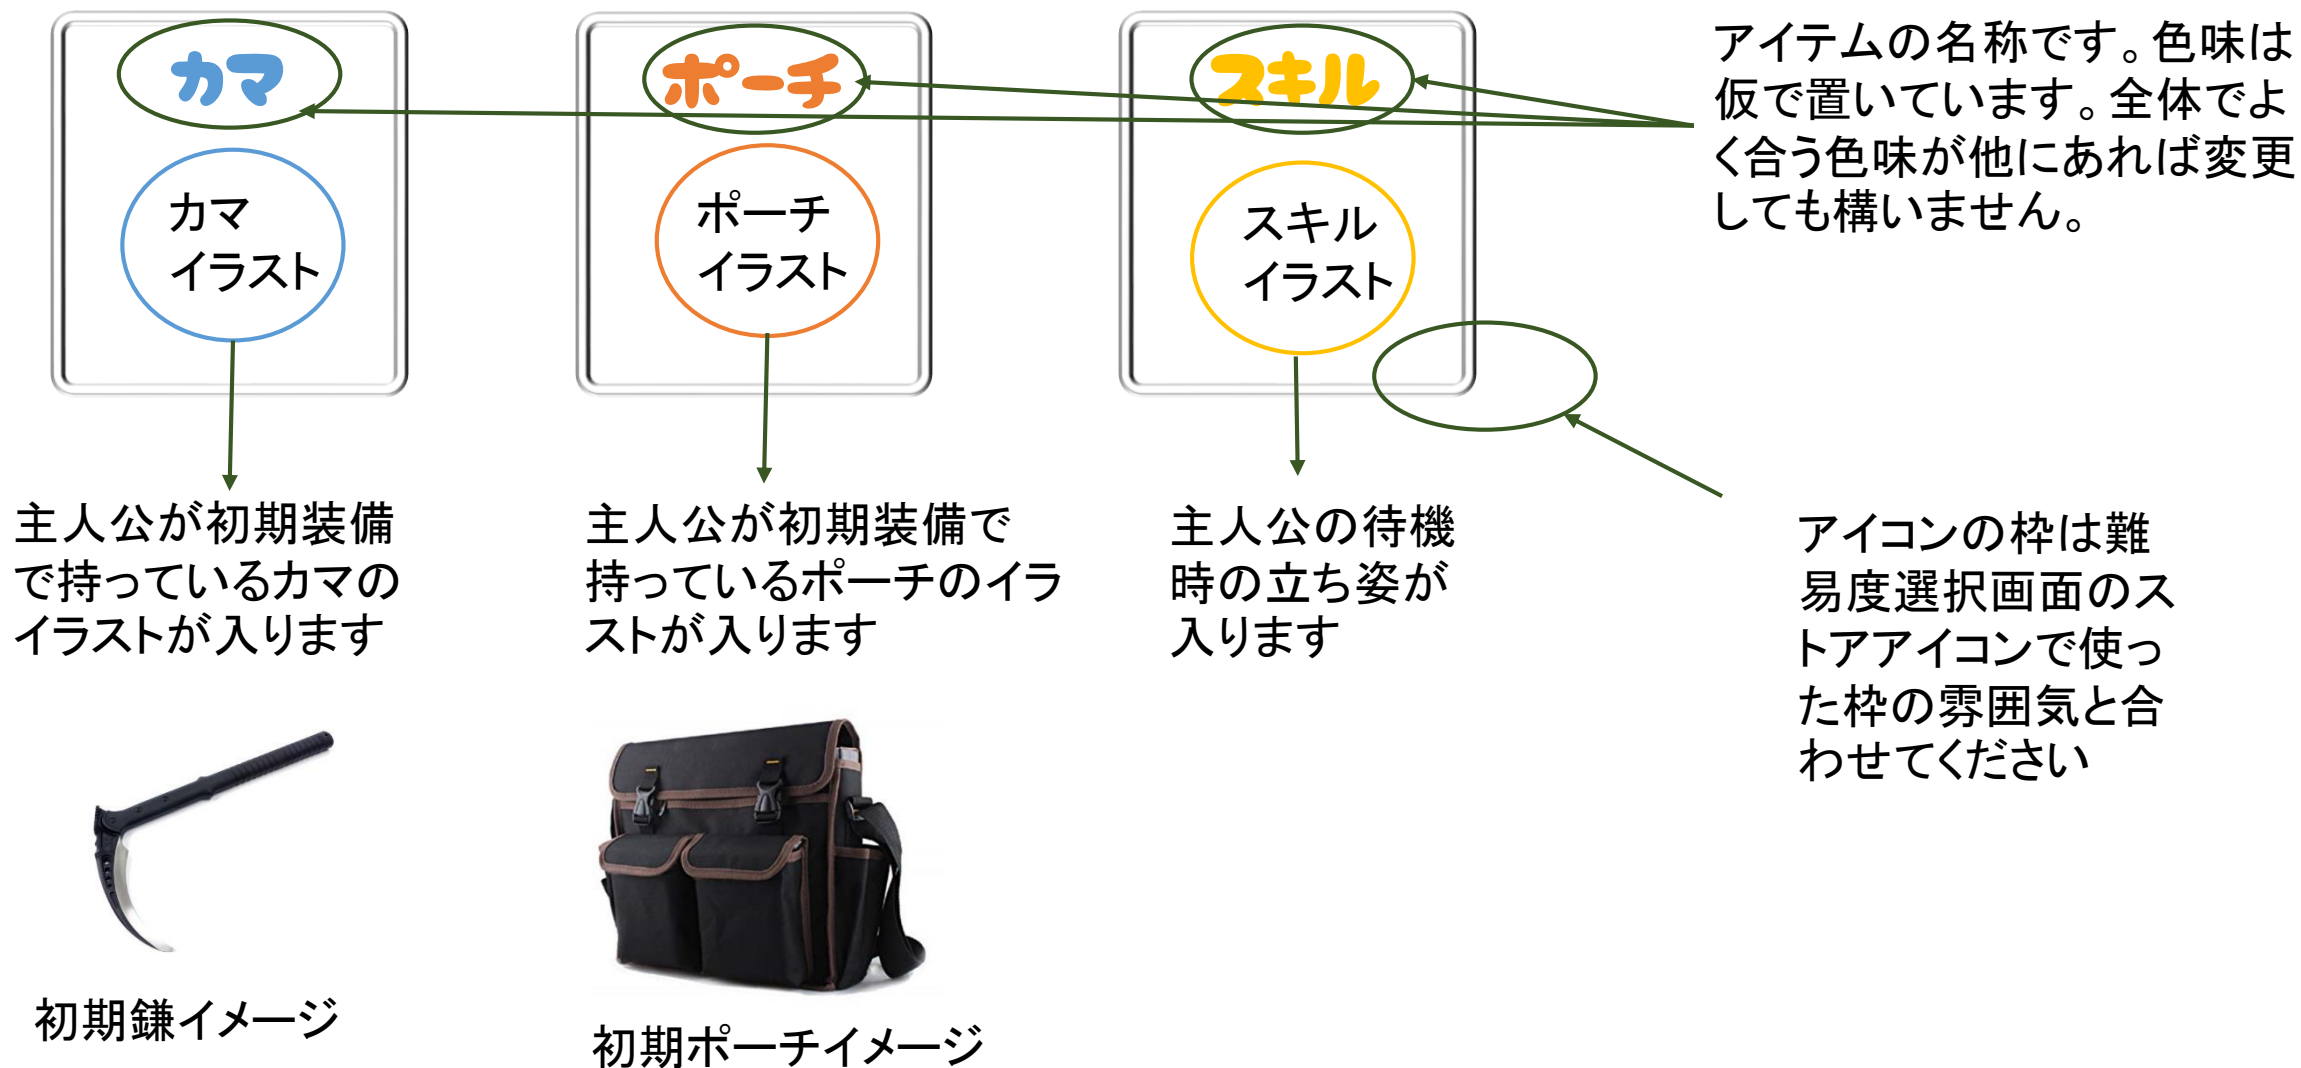 カマ
カマ
イラスト
ポーチ
ポーチ
イラスト
スキル
スキル
イラスト
アイテムの名称です。色味は
仮で置いています。全体でよ
く合う色味が他にあれば変更
しても構いません。
主人公が初期装備
で持っているカマの
イラストが入ります
主人公が初期装備で
持っているポーチのイラ
ストが入ります
主人公の待機
時の立ち姿が
入ります
アイコンの枠は難
易度選択画面のス
トアアイコンで使っ
た枠の雰囲気と合
わせてください
初期鎌イメージ
初期ポーチイメージ